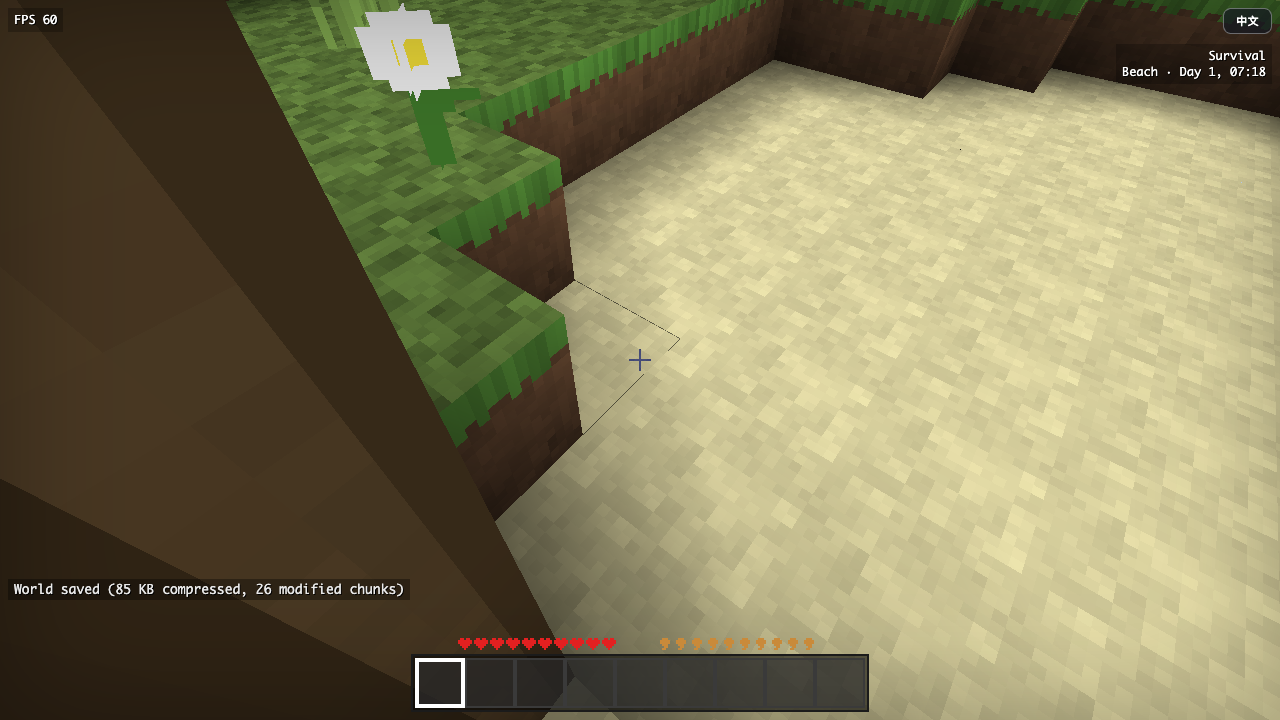 FPS 60
中文
Survival
Beach · Day 1, 07:18
World saved (85 KB compressed, 26 modified chunks)